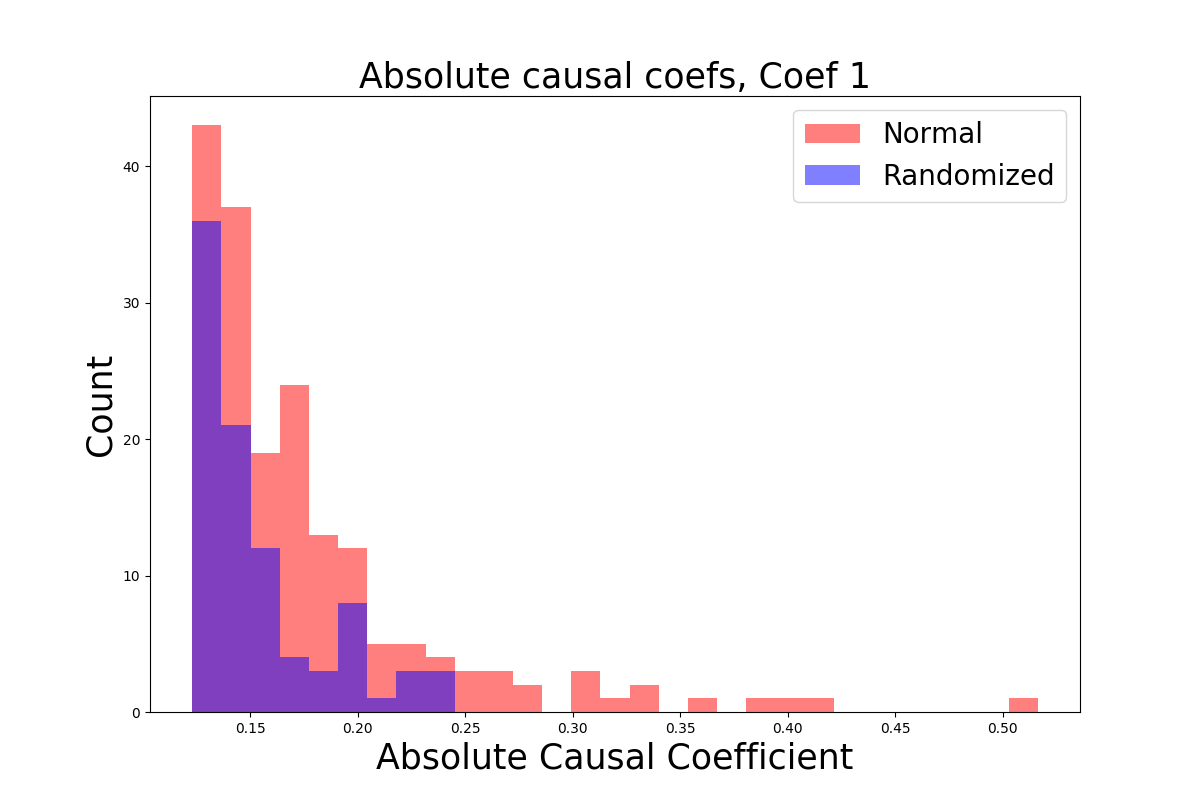 Absolute causal coefs, Coef 1
Normal
Randomized
Count
40
30
20
10
0
0.15 0.20 0.25 0.30 0.35 0.40 0.45 0.50
Absolute Causal Coefficient